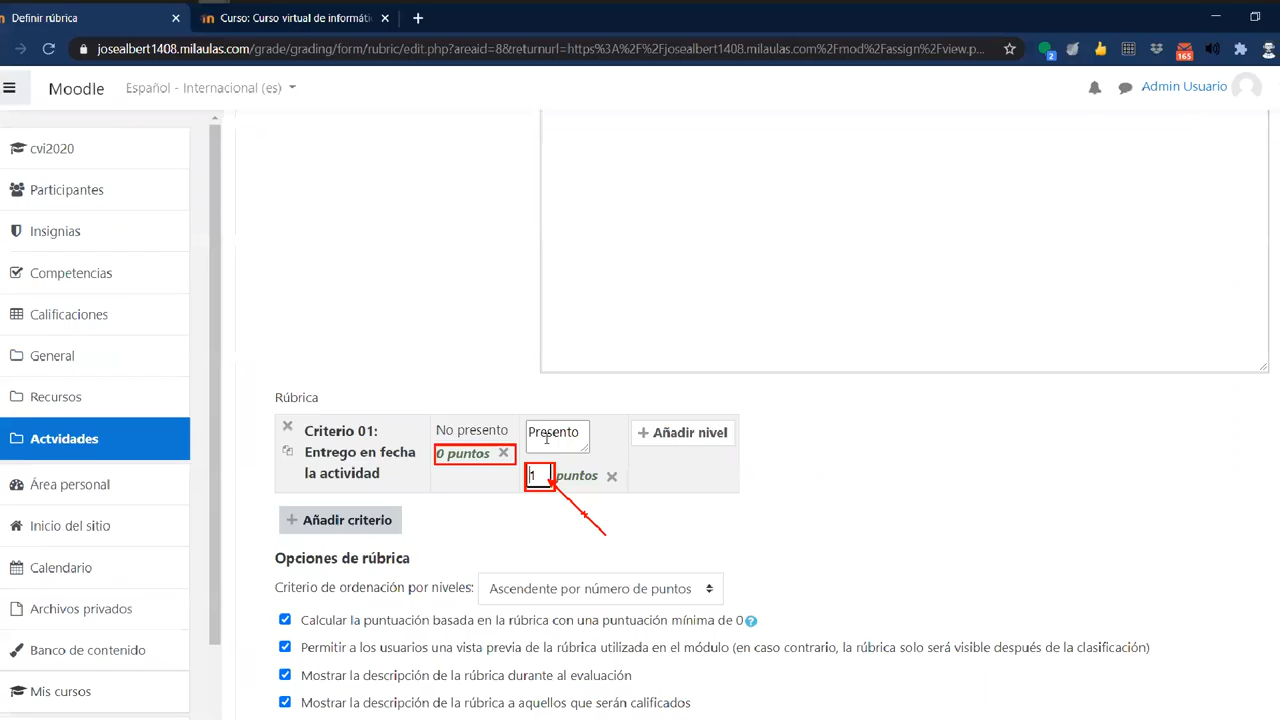 Definir rúbrica
Curso: Curso virtual de informáti
josealbert1408.milaulas.com/grade/grading/form/rubric/edit.php?areaid=8&returnurl=https%3A%2F%2Fjosealbert1408.milaulas.com%2Fmod%2Fassign%2Fview.p...
2
165
Moodle
Español - Internacional (es)
Admin Usuario
cvi2020
Participantes
Insignias
Competencias
Calificaciones
General
Recursos
Actvidades
Área personal
Inicio del sitio
Calendario
Archivos privados
Banco de contenido
Mis cursos
Rúbrica
Criterio 01:
Entrego en fecha
la actividad
No presento
0 puntos
Presento
1 puntos
Añadir nivel
Añadir criterio
Opciones de rúbrica
Criterio de ordenación por niveles: Ascendente por número de puntos
Calcular la puntuación basada en la rúbrica con una puntuación mínima de 0
Permitir a los usuarios una vista previa de la rúbrica utilizada en el módulo (en caso contrario, la rúbrica solo será visible después de la clasificación)
Mostrar la descripción de la rúbrica durante al evaluación
Mostrar la descripción de la rúbrica a aquellos que serán calificados